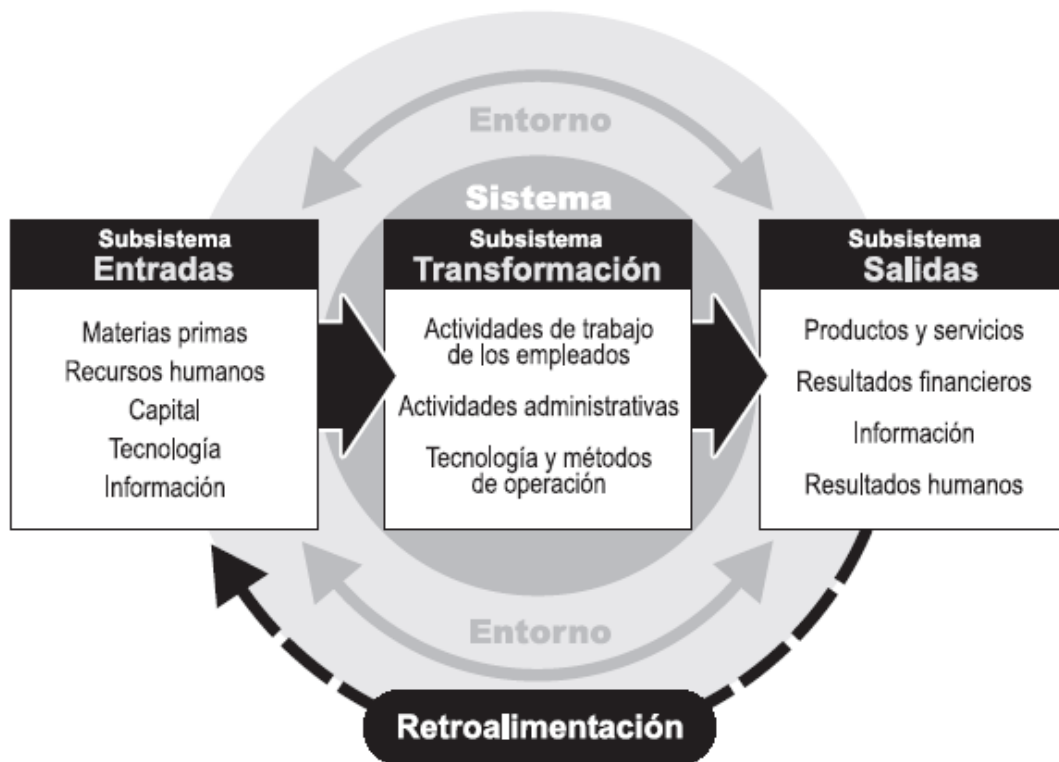 Entorno
Sistema
Subsistema
Entradas
Materias primas
Recursos humanos
Capital
Tecnología
Información
Subsistema
Transformación
Actividades de trabajo
de los empleados
Actividades administrativas
Tecnología y métodos
de operación
Subsistema
Salidas
Productos y servicios
Resultados financieros
Información
Resultados humanos
Entorno
Retroalimentación